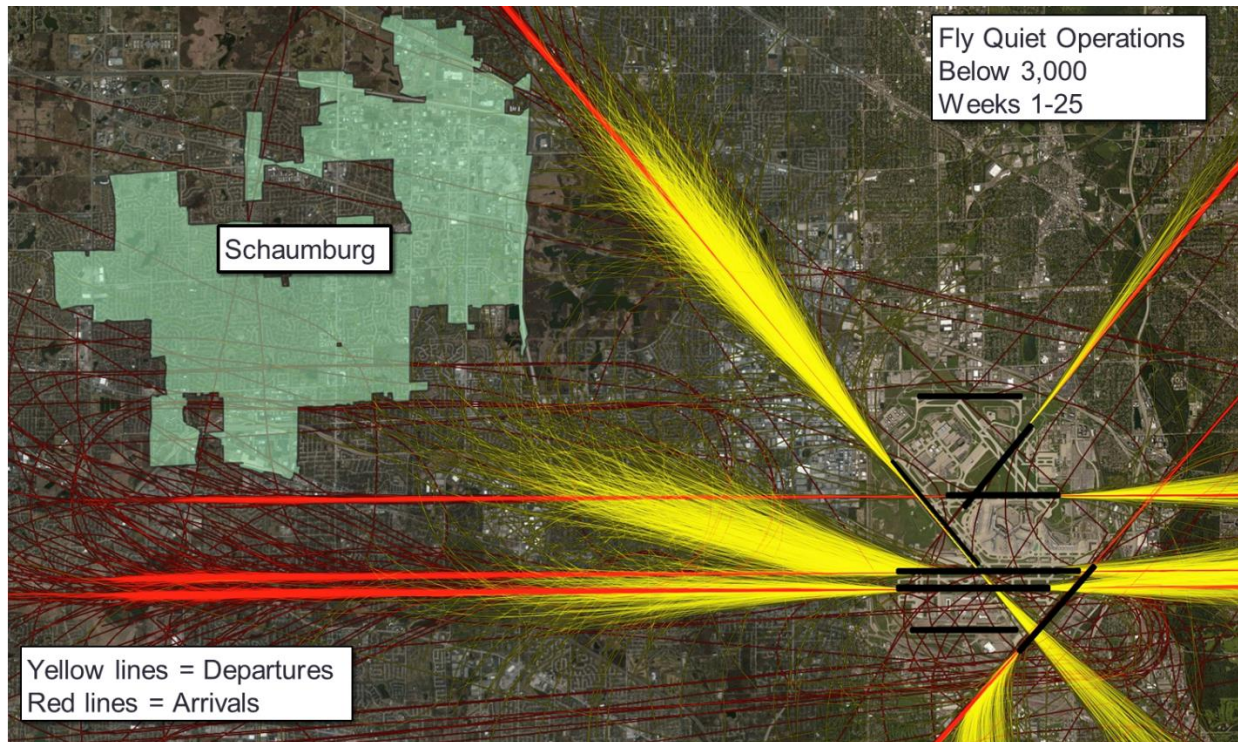 Fly Quiet Operations
Below 3,000
Weeks 1-25
Schaumburg
Yellow lines = Departures
Red lines = Arrivals